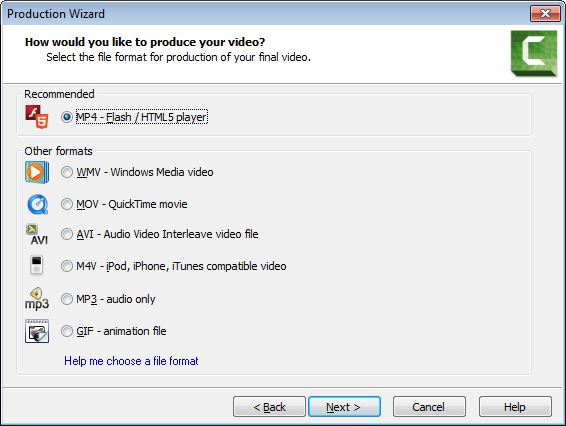 Production Wizard
How would you like to produce your video?
Select the file format for production of your final video.
Recommended
MP4 - Flash / HTML5 player
Other formats
WMV - Windows Media video
MOV - QuickTime movie
AVI - Audio Video Interleave video file
AVI
M4V - iPod, iPhone, iTunes compatible video
MP3 - audio only
mp3
GIF - animation file
Help me choose a file format
< Back Next > Cancel Help